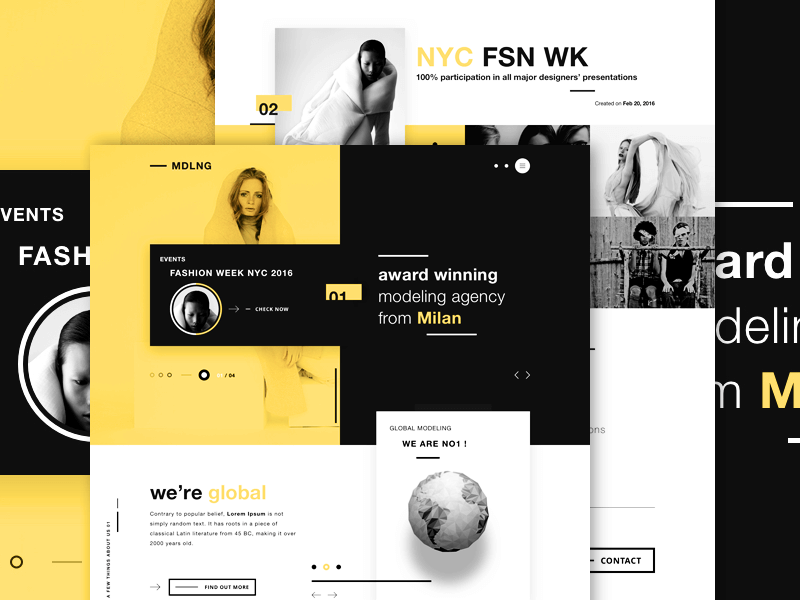 NYC FSN WK
100% participation in all major designers' presentations
Created on Feb 20, 2016
02
VENTS
FASH
MDLNG
EVENTS
FASHION WEEK NYC 2016
CHECK NOW
01
/ 04
award winning
modeling agency
from Milan
ard
delin
m M
GLOBAL MODELING
WE ARE NO1 !
we're global
Contrary to popular belief, Lorem Ipsum is not
simply random text. It has roots in a piece of
classical Latin literature from 45 BC, making it over
2000 years old.
FIND OUT MORE
A FEW THINGS ABOUT US 01
ons
CONTACT